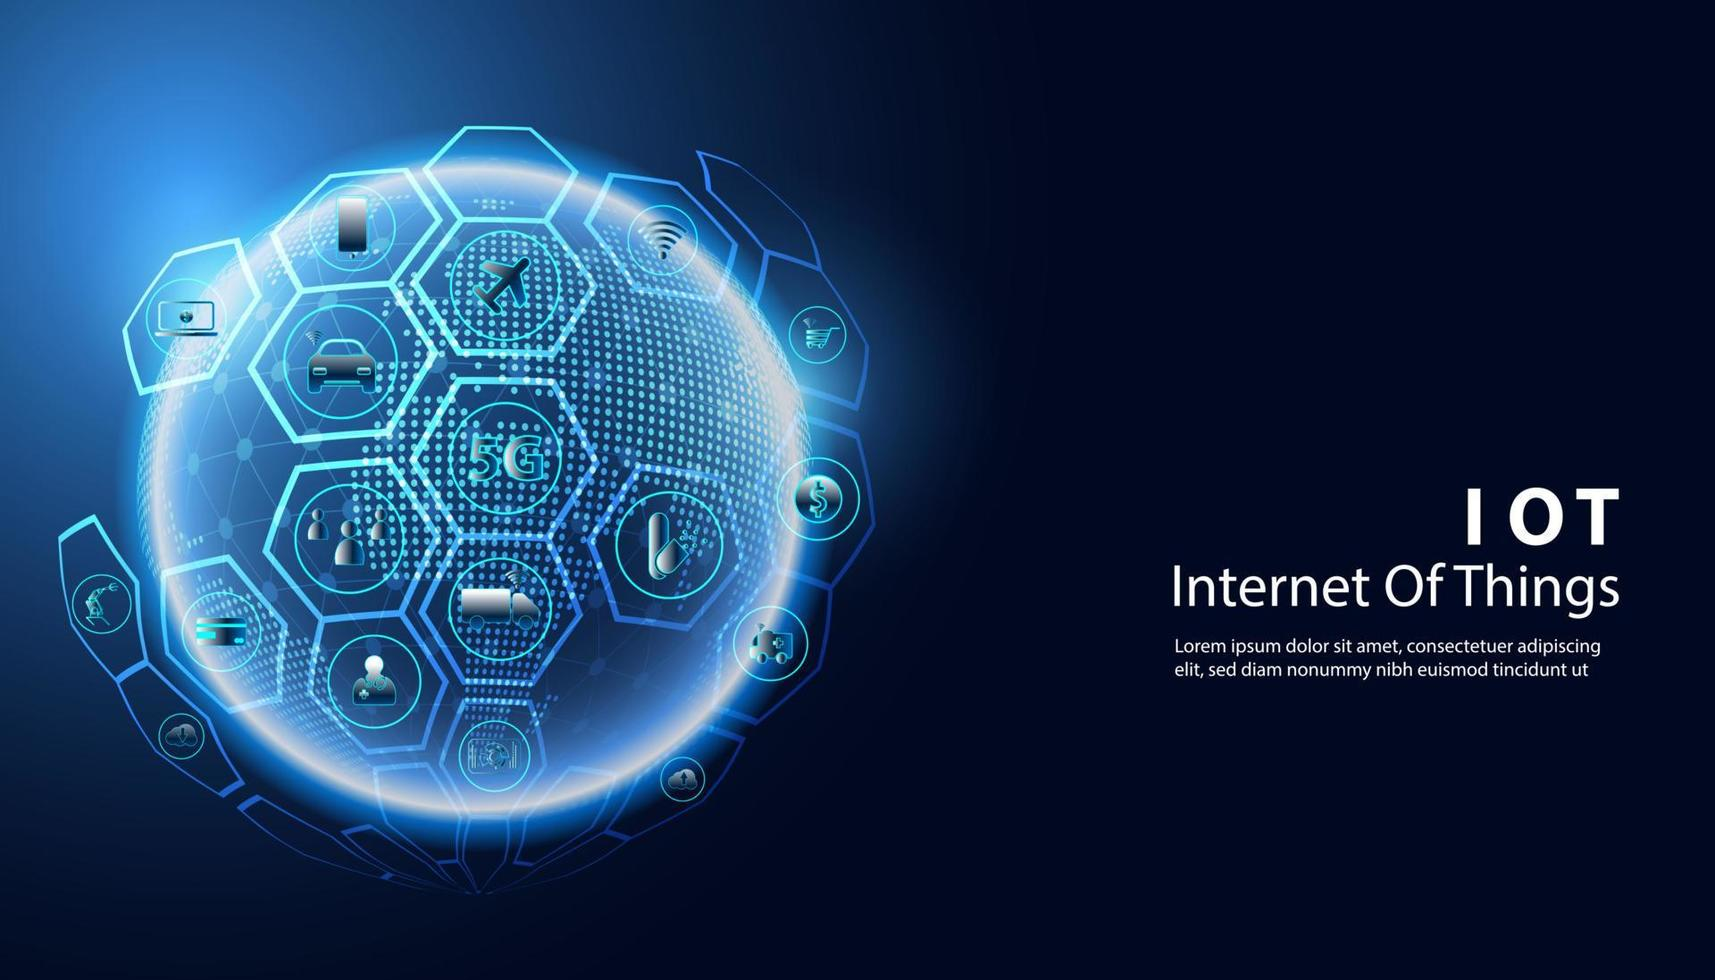 5G
I O T
Internet Of Things
Lorem ipsum dolor sit amet, consectetuer adipiscing
elit, sed diam nonummy nibh euismod tincidunt ut
$